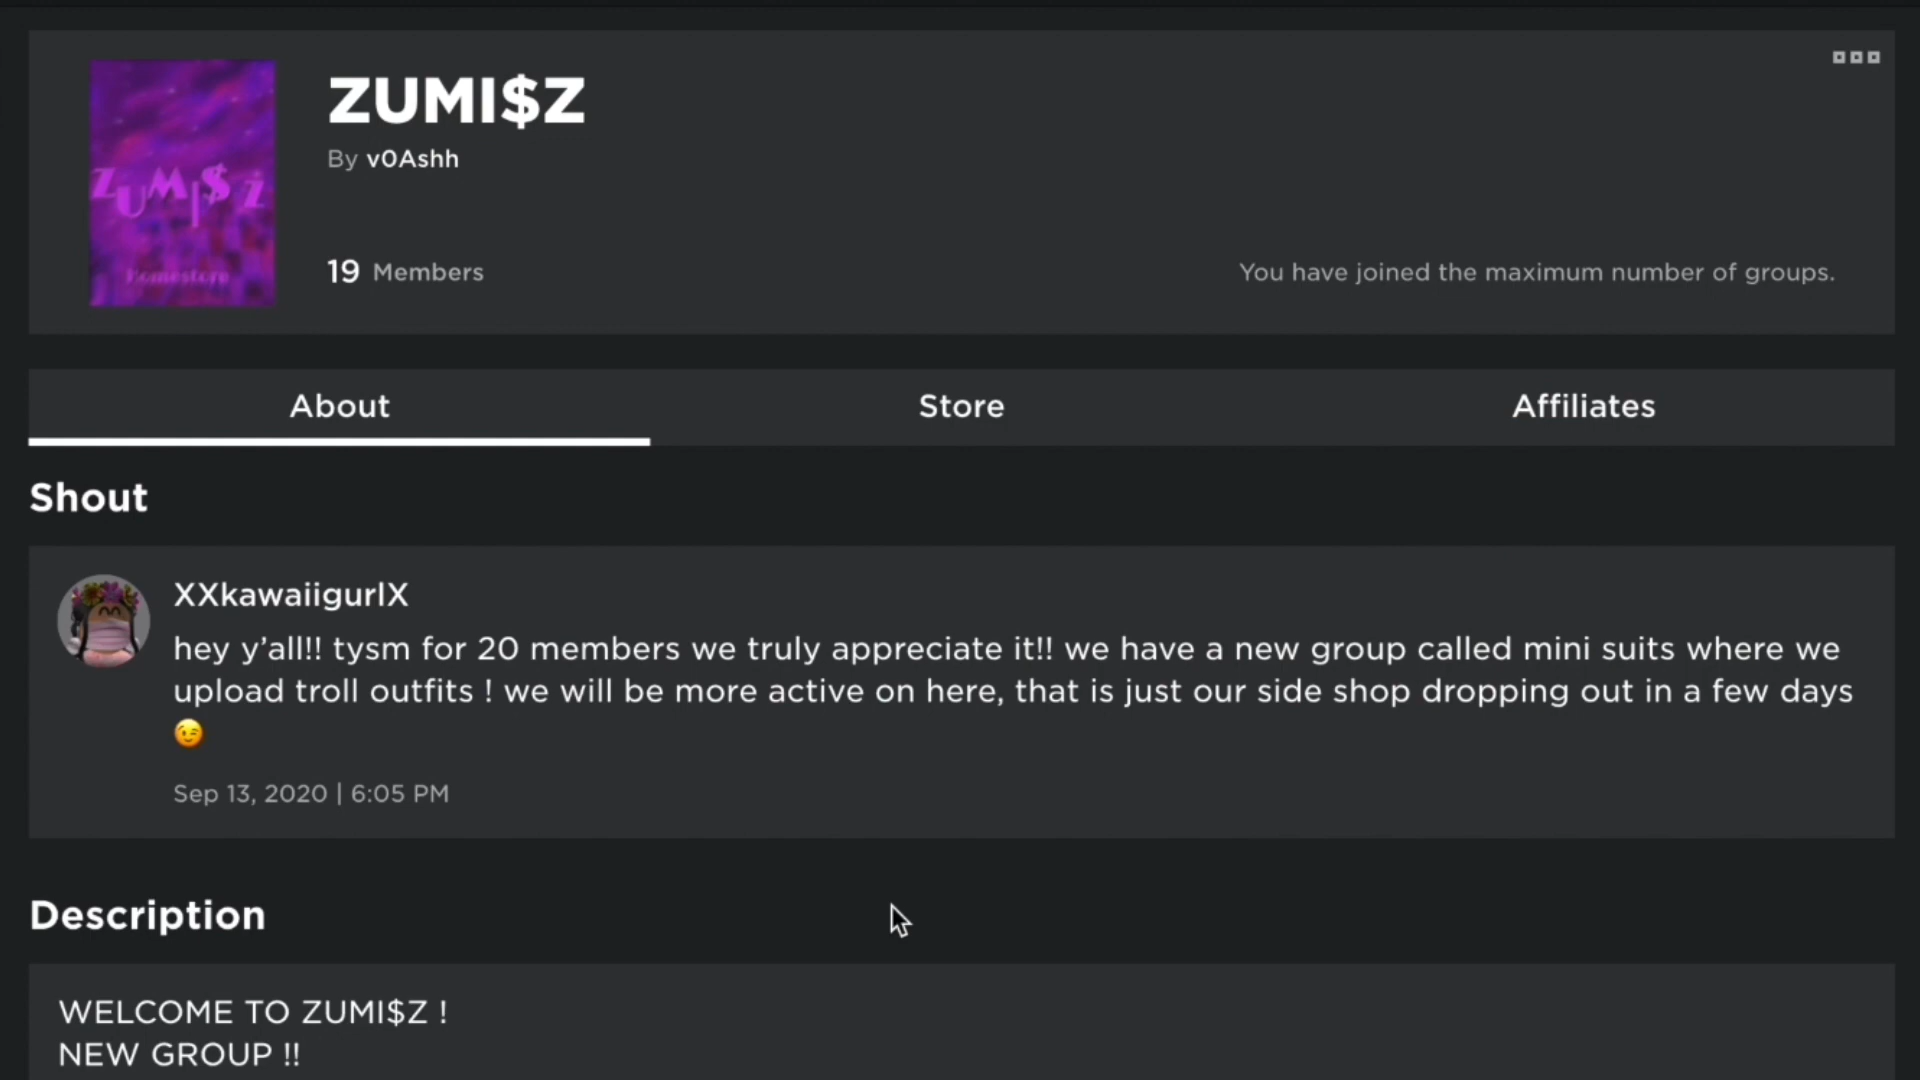 ZUMI$Z
Homestore
ZUMI$Z
By v0Ashh
19 Members
You have joined the maximum number of groups.
About
Store
Affiliates
Shout
XXkawaiigurlX
hey y’all!! tysm for 20 members we truly appreciate it!! we have a new group called mini suits where we
upload troll outfits ! we will be more active on here, that is just our side shop dropping out in a few days
😉
Sep 13, 2020 | 6:05 PM
Description
WELCOME TO ZUMI$Z !
NEW GROUP !!